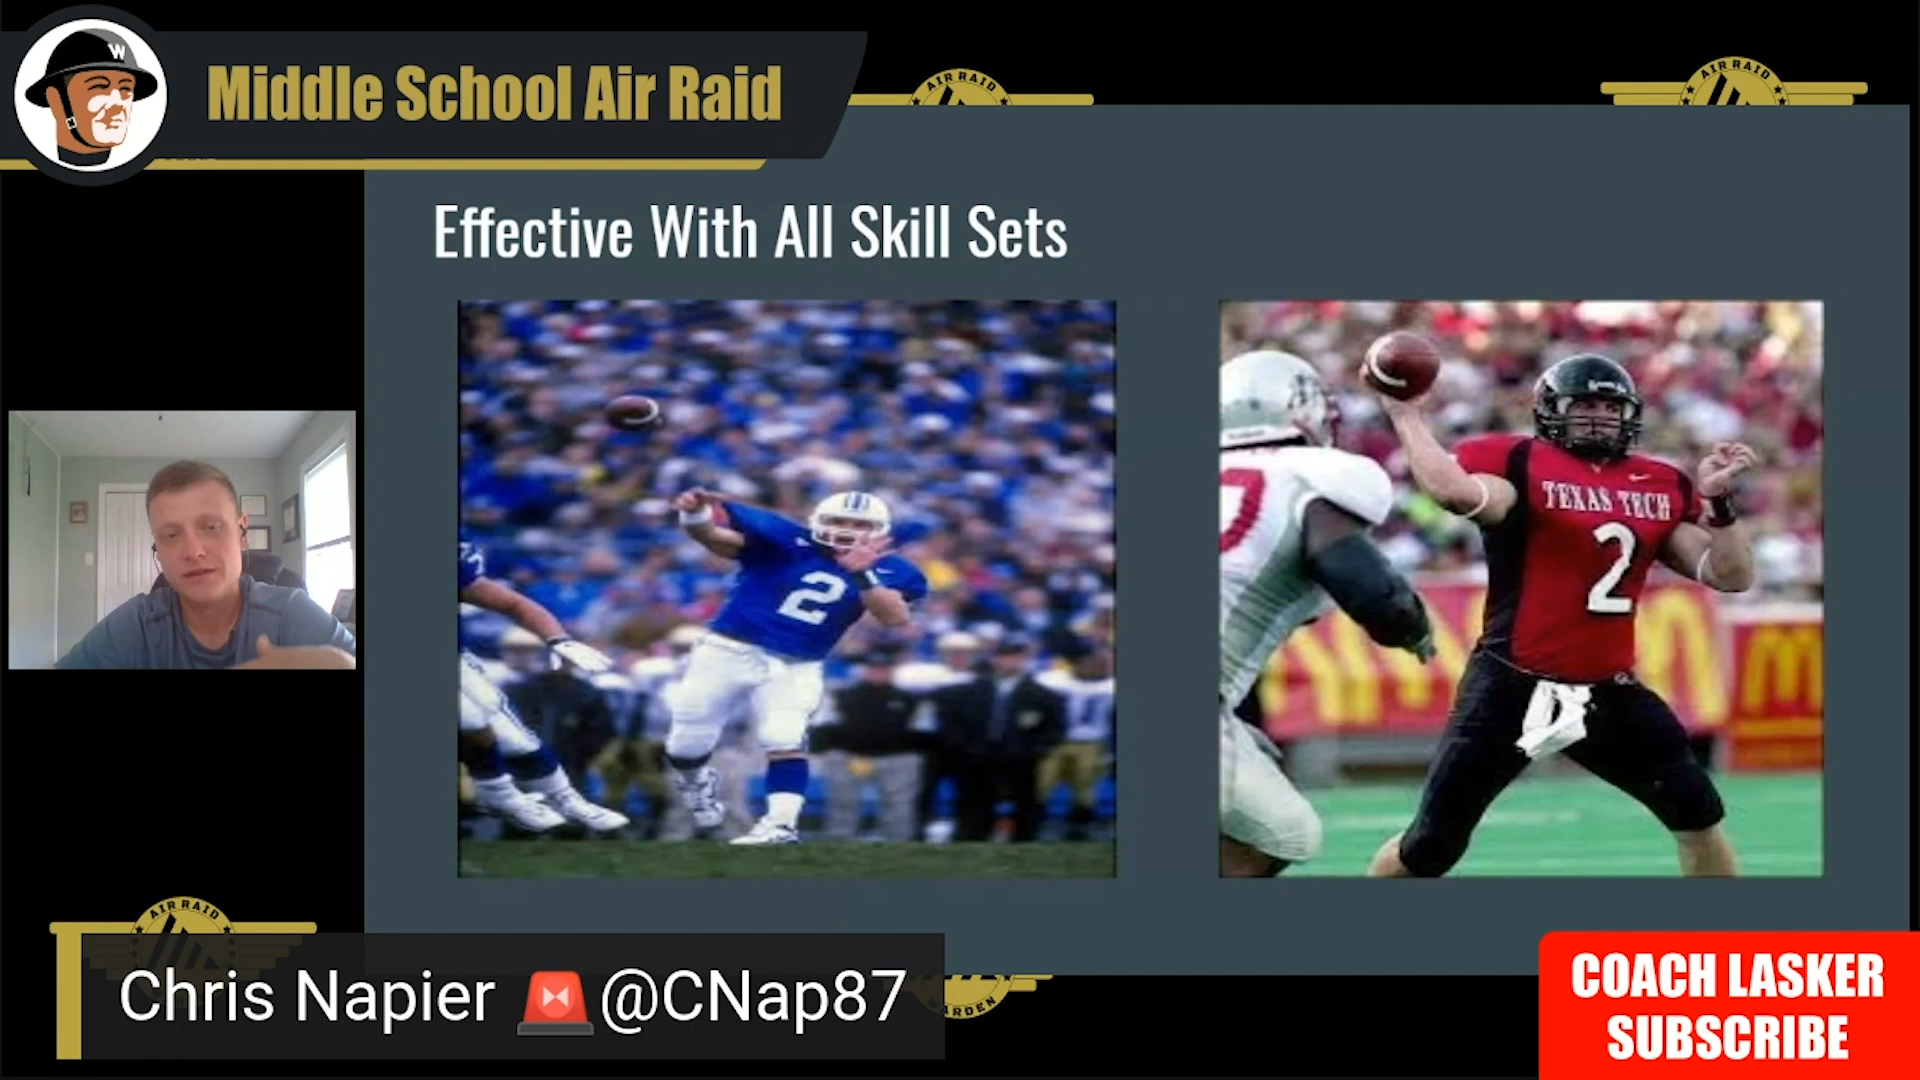 W
Middle School Air Raid
AIR RAID
AIR RAID
Effective With All Skill Sets
2
TEXAS TECH
2
AIR RAID
Chris Napier 🚨@CNap87
ARDEN
COACH LASKER
SUBSCRIBE